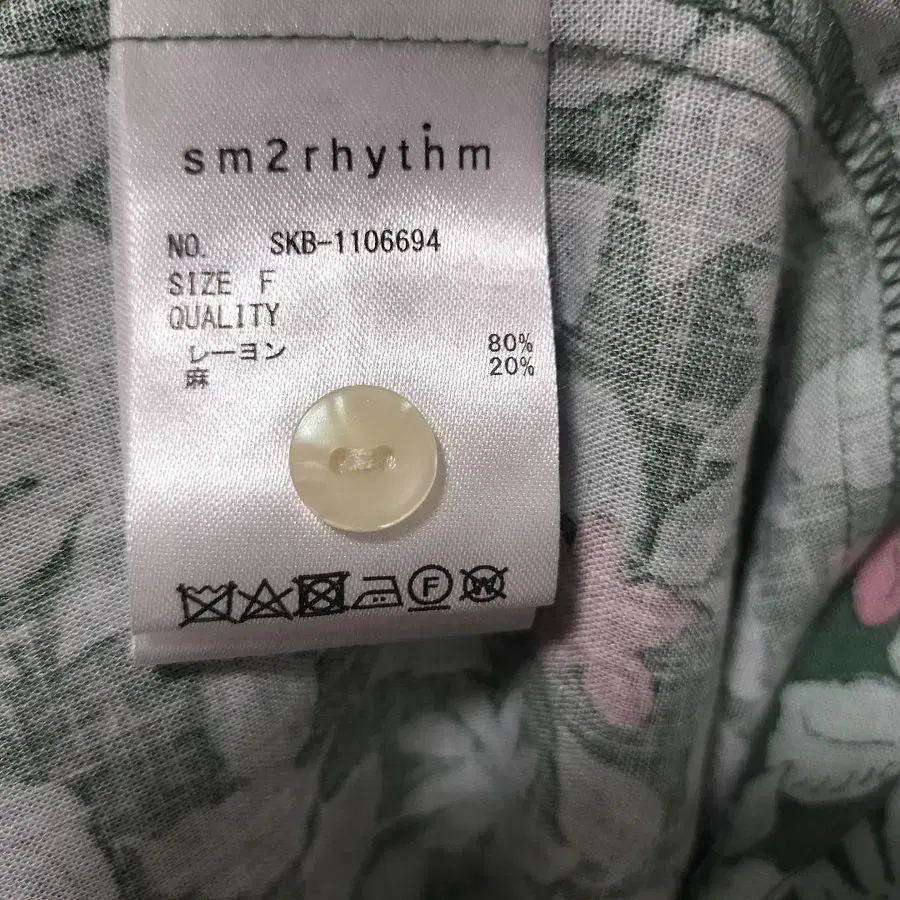 sm2rhythm
NO. SKB-1106694
SIZE F
QUALITY
レーヨン 80%
麻 20%
F W